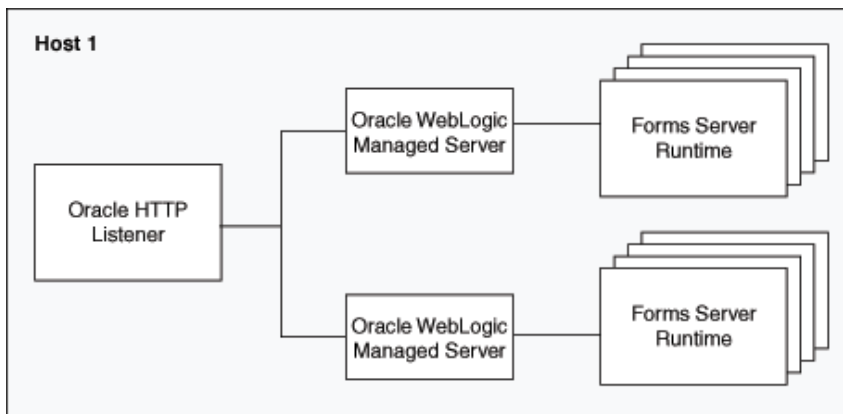 Host 1
Oracle HTTP
Listener
Oracle WebLogic
Managed Server
Forms Server
Runtime
Oracle WebLogic
Managed Server
Forms Server
Runtime